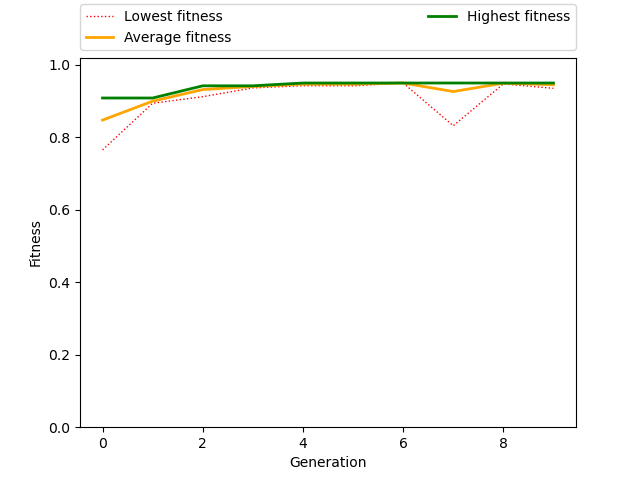 Lowest fitness
Average fitness
Highest fitness
1.0
0.8
0.6
0.4
0.2
0.0
Fitness
0 2 4 6 8
Generation